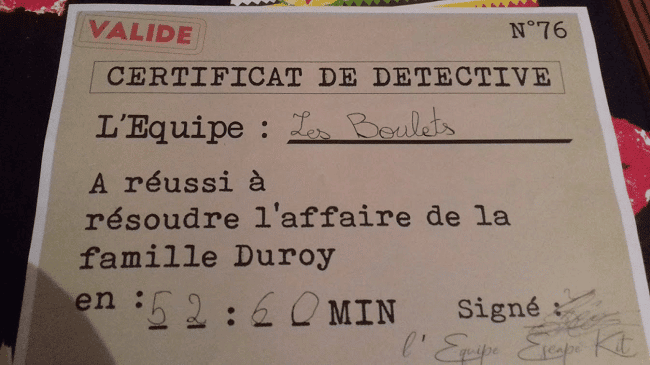 VALIDE
N°76
CERTIFICAT DE DETECTIVE
L'Equipe : Les Boulets
A réussi à
résoudre l'affaire de la
famille Duroy
en : 52 : 60 MIN Signé :
l'Equipe Escape Kit